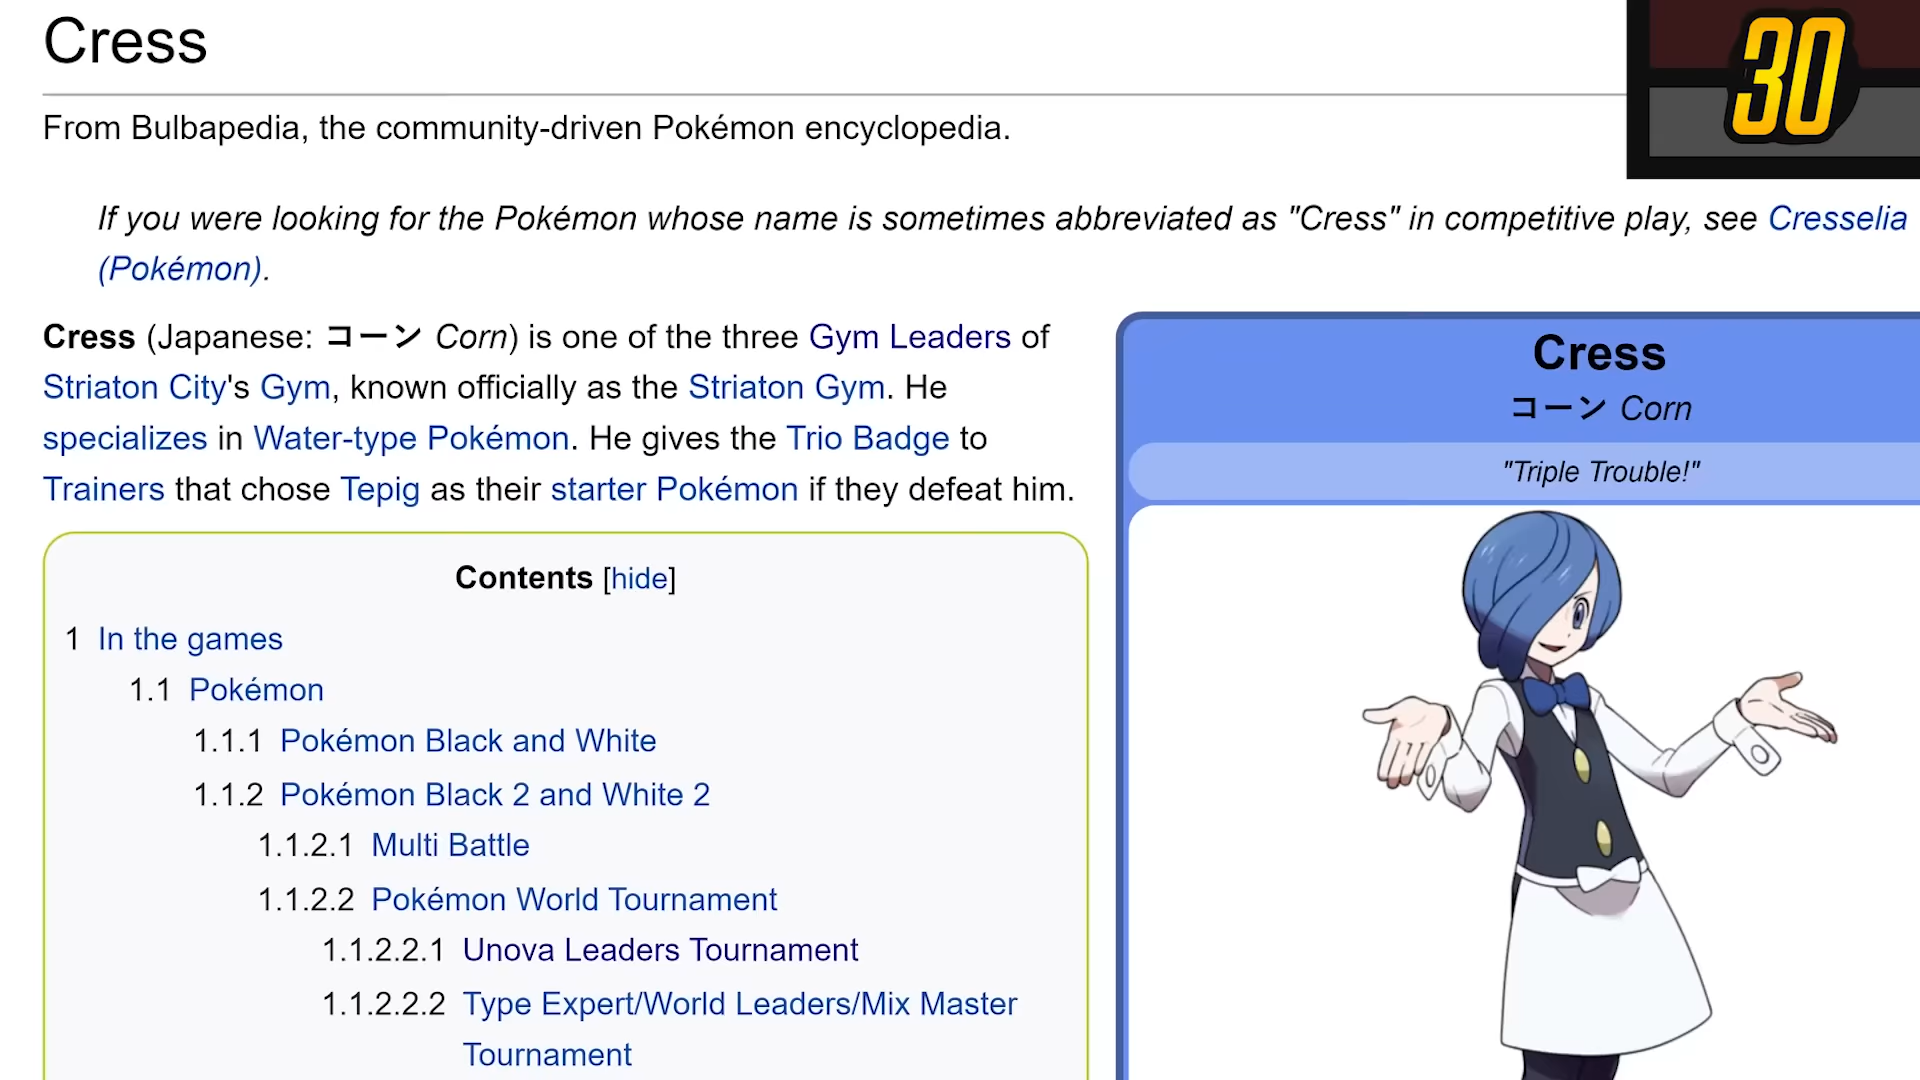 Cress
30
From Bulbapedia, the community-driven Pokémon encyclopedia.
If you were looking for the Pokémon whose name is sometimes abbreviated as "Cress" in competitive play, see Cresselia
(Pokémon).
Cress (Japanese: コーン Corn) is one of the three Gym Leaders of
Striaton City's Gym, known officially as the Striaton Gym. He
specializes in Water-type Pokémon. He gives the Trio Badge to
Trainers that chose Tepig as their starter Pokémon if they defeat him.
Contents [hide]
1 In the games
1.1 Pokémon
1.1.1 Pokémon Black and White
1.1.2 Pokémon Black 2 and White 2
1.1.2.1 Multi Battle
1.1.2.2 Pokémon World Tournament
1.1.2.2.1 Unova Leaders Tournament
1.1.2.2.2 Type Expert/World Leaders/Mix Master
Tournament
Cress
コーン Corn
"Triple Trouble!"